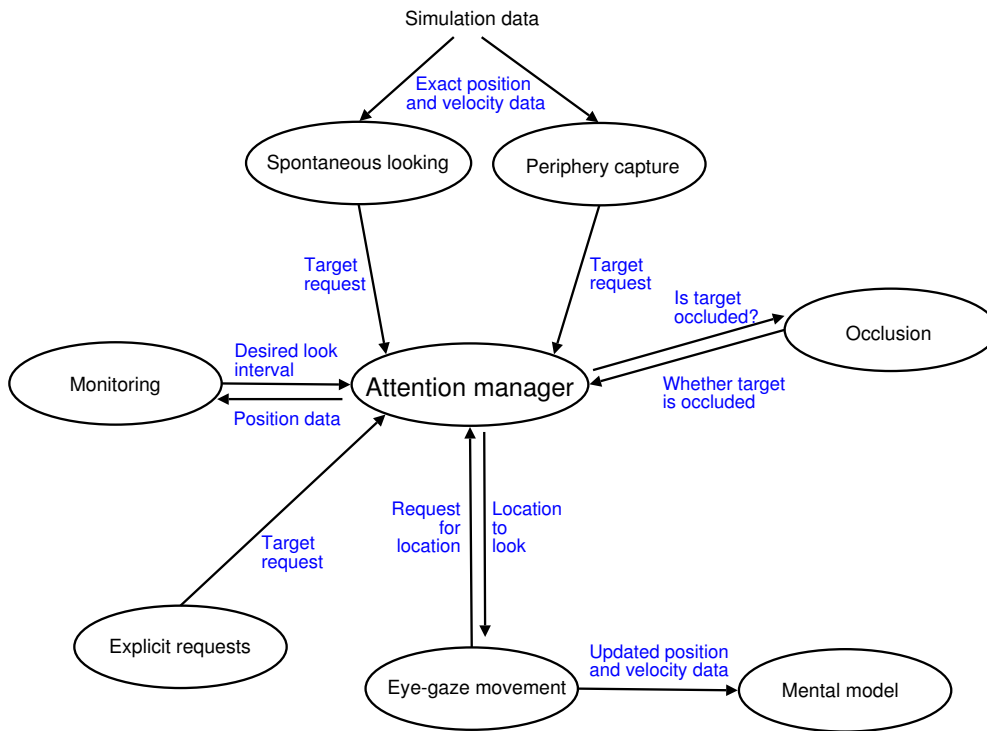 Simulation data
Exact position
and velocity data
Spontaneous looking
Periphery capture
Target
request
Target
request
Is target
occluded?
Occlusion
Desired look
interval
Monitoring
Attention manager
Whether target
is occluded
Position data
Request
for
location
Location
to
look
Target
request
Explicit requests
Updated position
and velocity data
Eye-gaze movement
Mental model